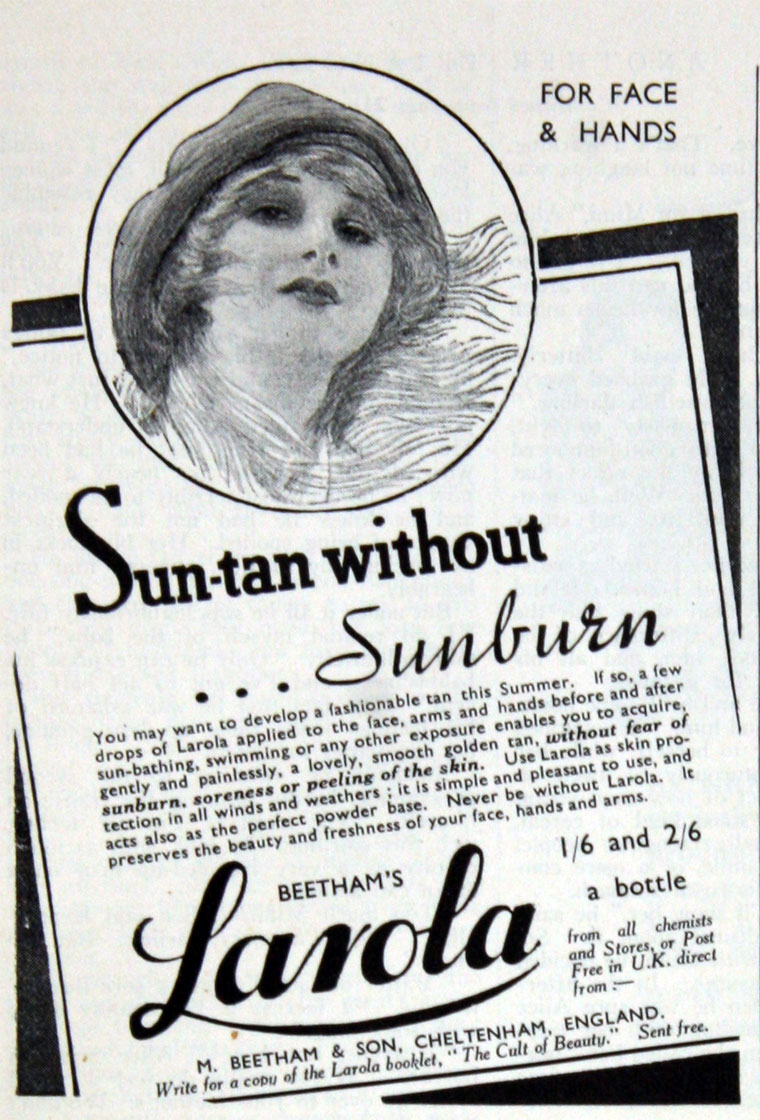 FOR FACE
& HANDS
Sun-tan without
... Sunburn
You may want to develop a fashionable tan this Summer. If so, a few
drops of Larola applied to the face, arms and hands before and after
sun-bathing, swimming or any other exposure enables you to acquire,
gently and painlessly, a lovely, smooth golden tan, without fear of
sunburn, soreness or peeling of the skin. Use Larola as skin pro-
tection in all winds and weathers ; it is simple and pleasant to use, and
acts also as the perfect powder base. Never be without Larola. It
preserves the beauty and freshness of your face, hands and arms.
BEETHAM'S
Larola
1/6 and 2/6
a bottle
from all chemists
and Stores, or Post
Free in U.K. direct
from :—
M. BEETHAM & SON, CHELTENHAM, ENGLAND.
Write for a copy of the Larola booklet, "The Cult of Beauty." Sent free.